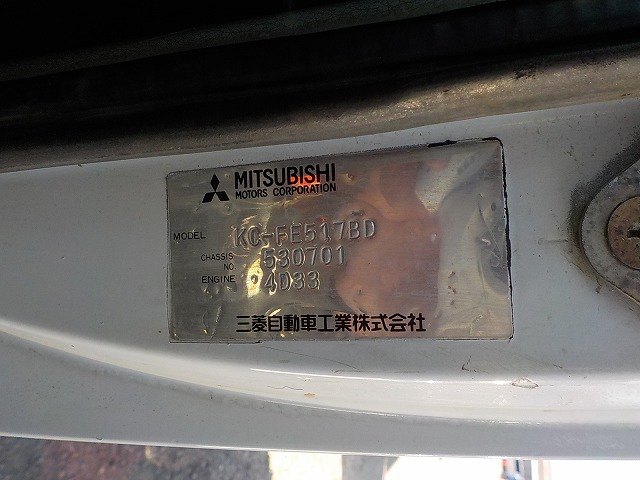 MITSUBISHI
MOTORS CORPORATION
MODEL KC-FE517BD
CHASSIS NO. 530701
ENGINE 4D33
三菱自動車工業株式会社